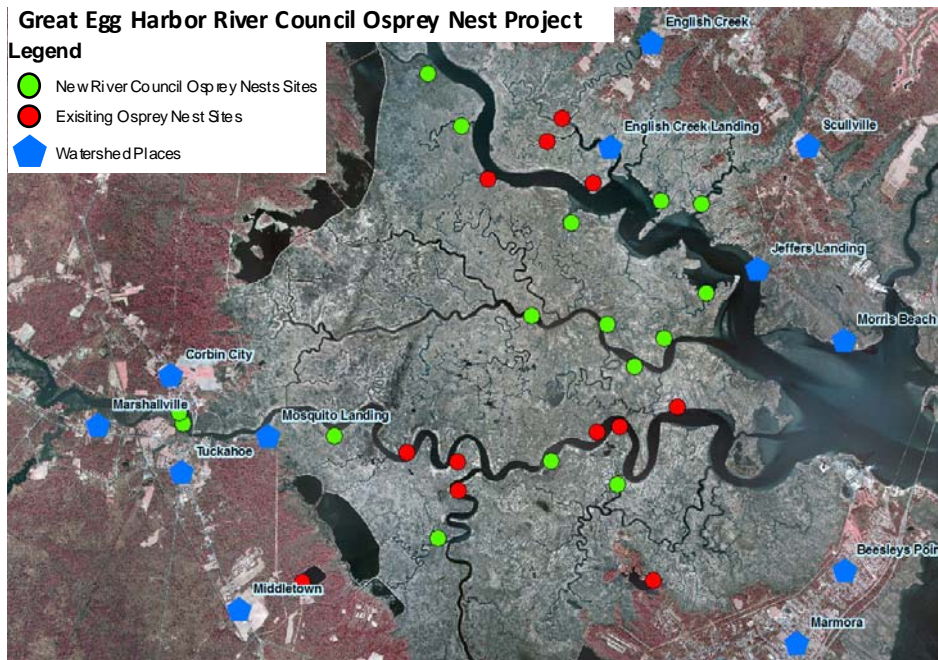 Great Egg Harbor River Council Osprey Nest Project
Legend
New River Council Osprey Nests Sites
Exisiting Osprey Nest Sites
Watershed Places
English Creek
English Creek Landing
Scullville
Jeffers Landing
Morris Beach
Corbin City
Marshallville
Mosquito Landing
Tuckahoe
Beesleys Poin
Middletown
Marmora